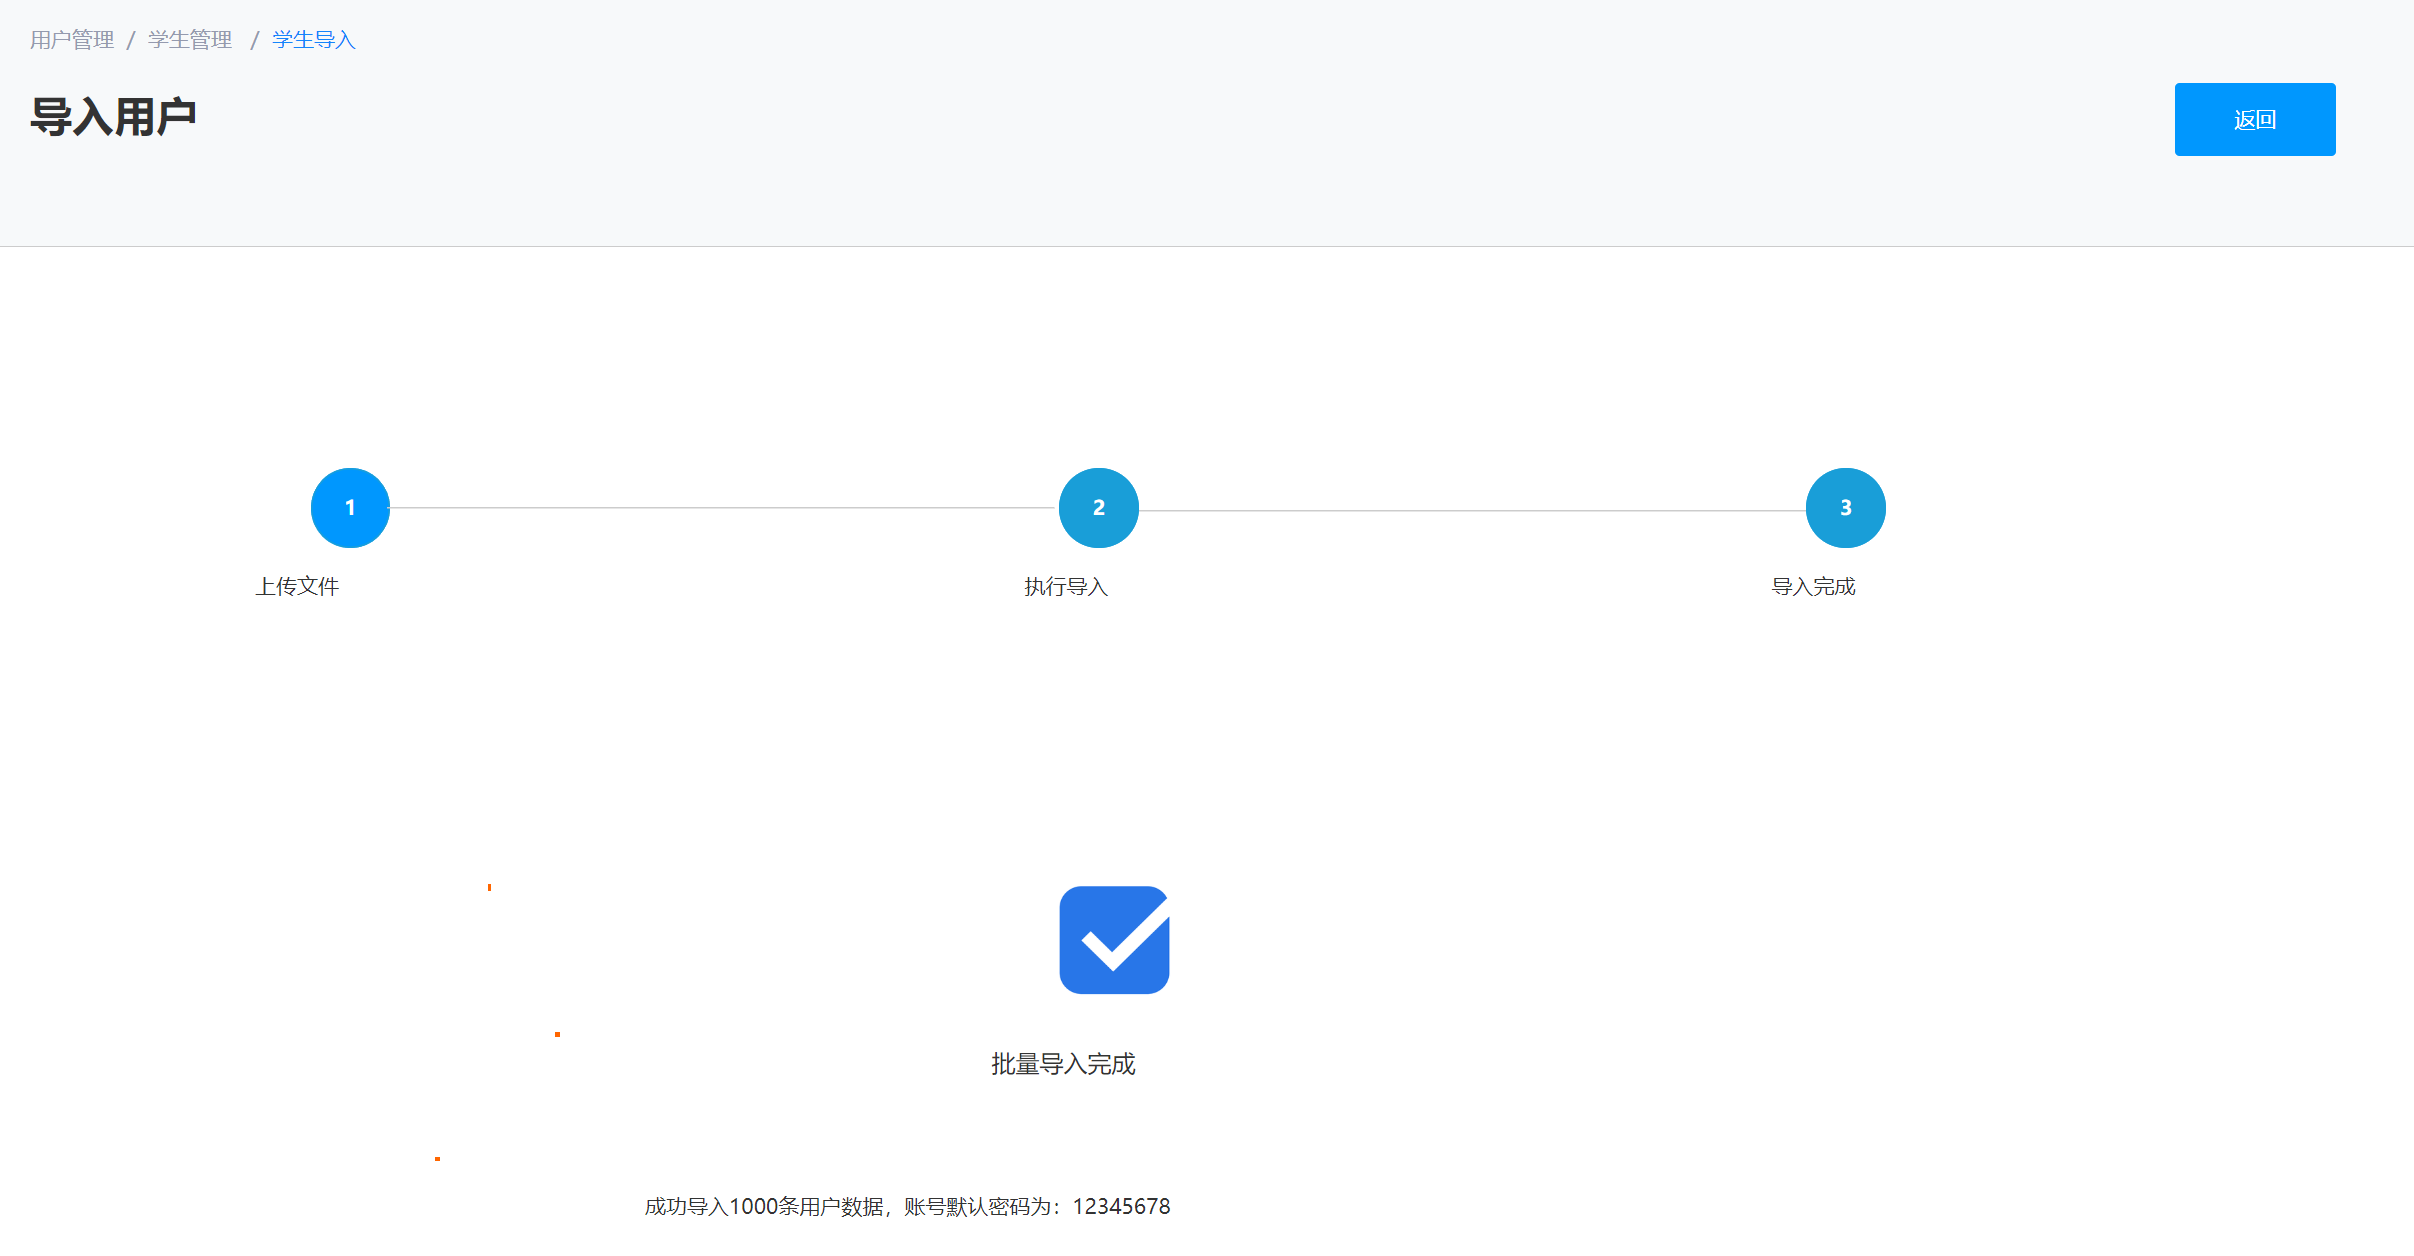 用户管理 / 学生管理 / 学生导入
导入用户
返回
1 2 3
上传文件 执行导入 导入完成
批量导入完成
成功导入1000条用户数据，账号默认密码为：12345678